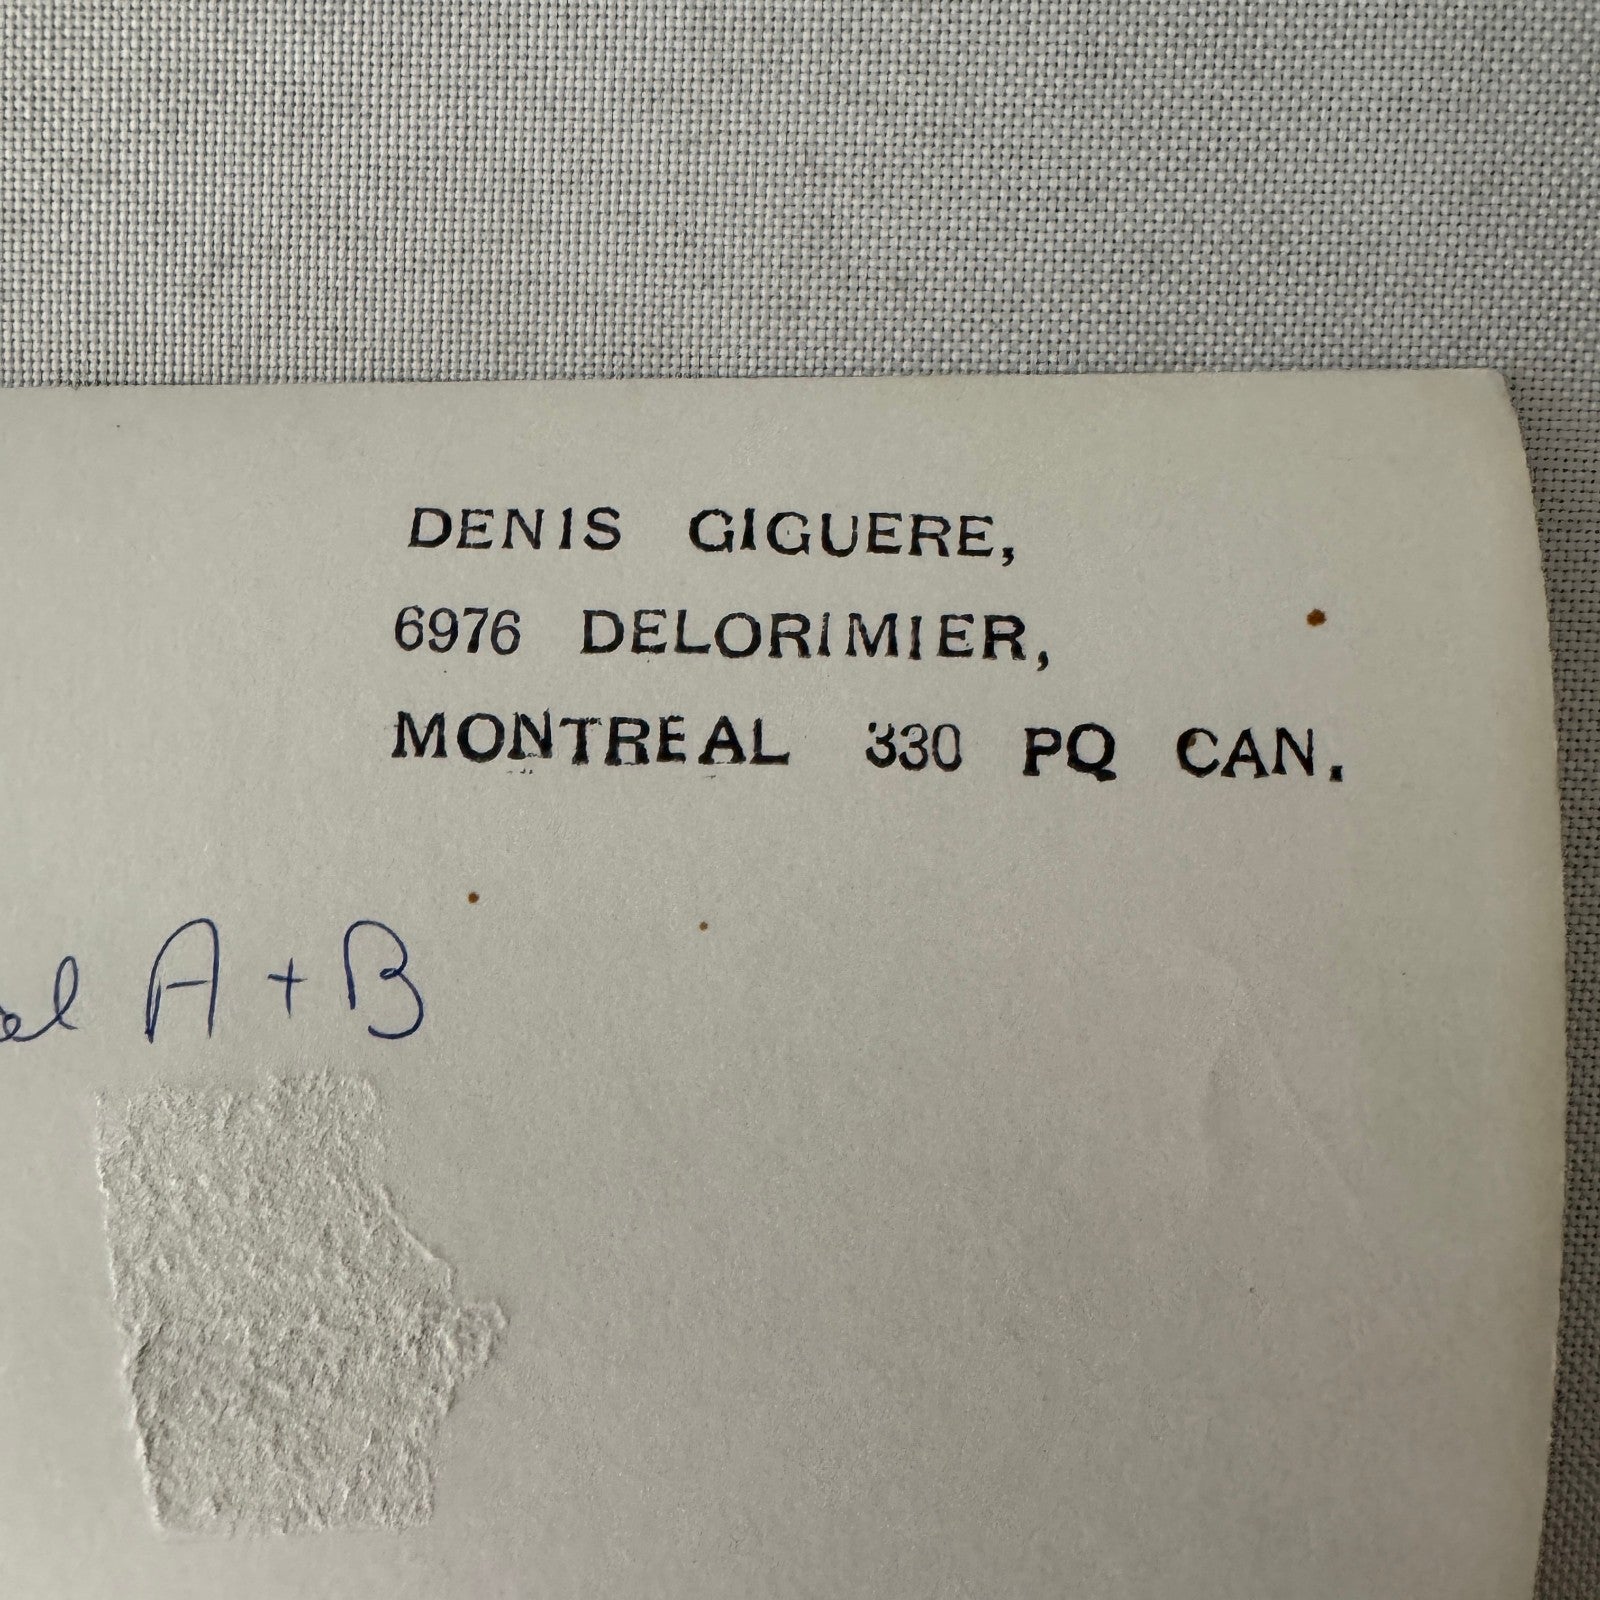 DENIS GIGUERE,
6976 DELORIMIER,
MONTREAL 330 PQ CAN.
A + B